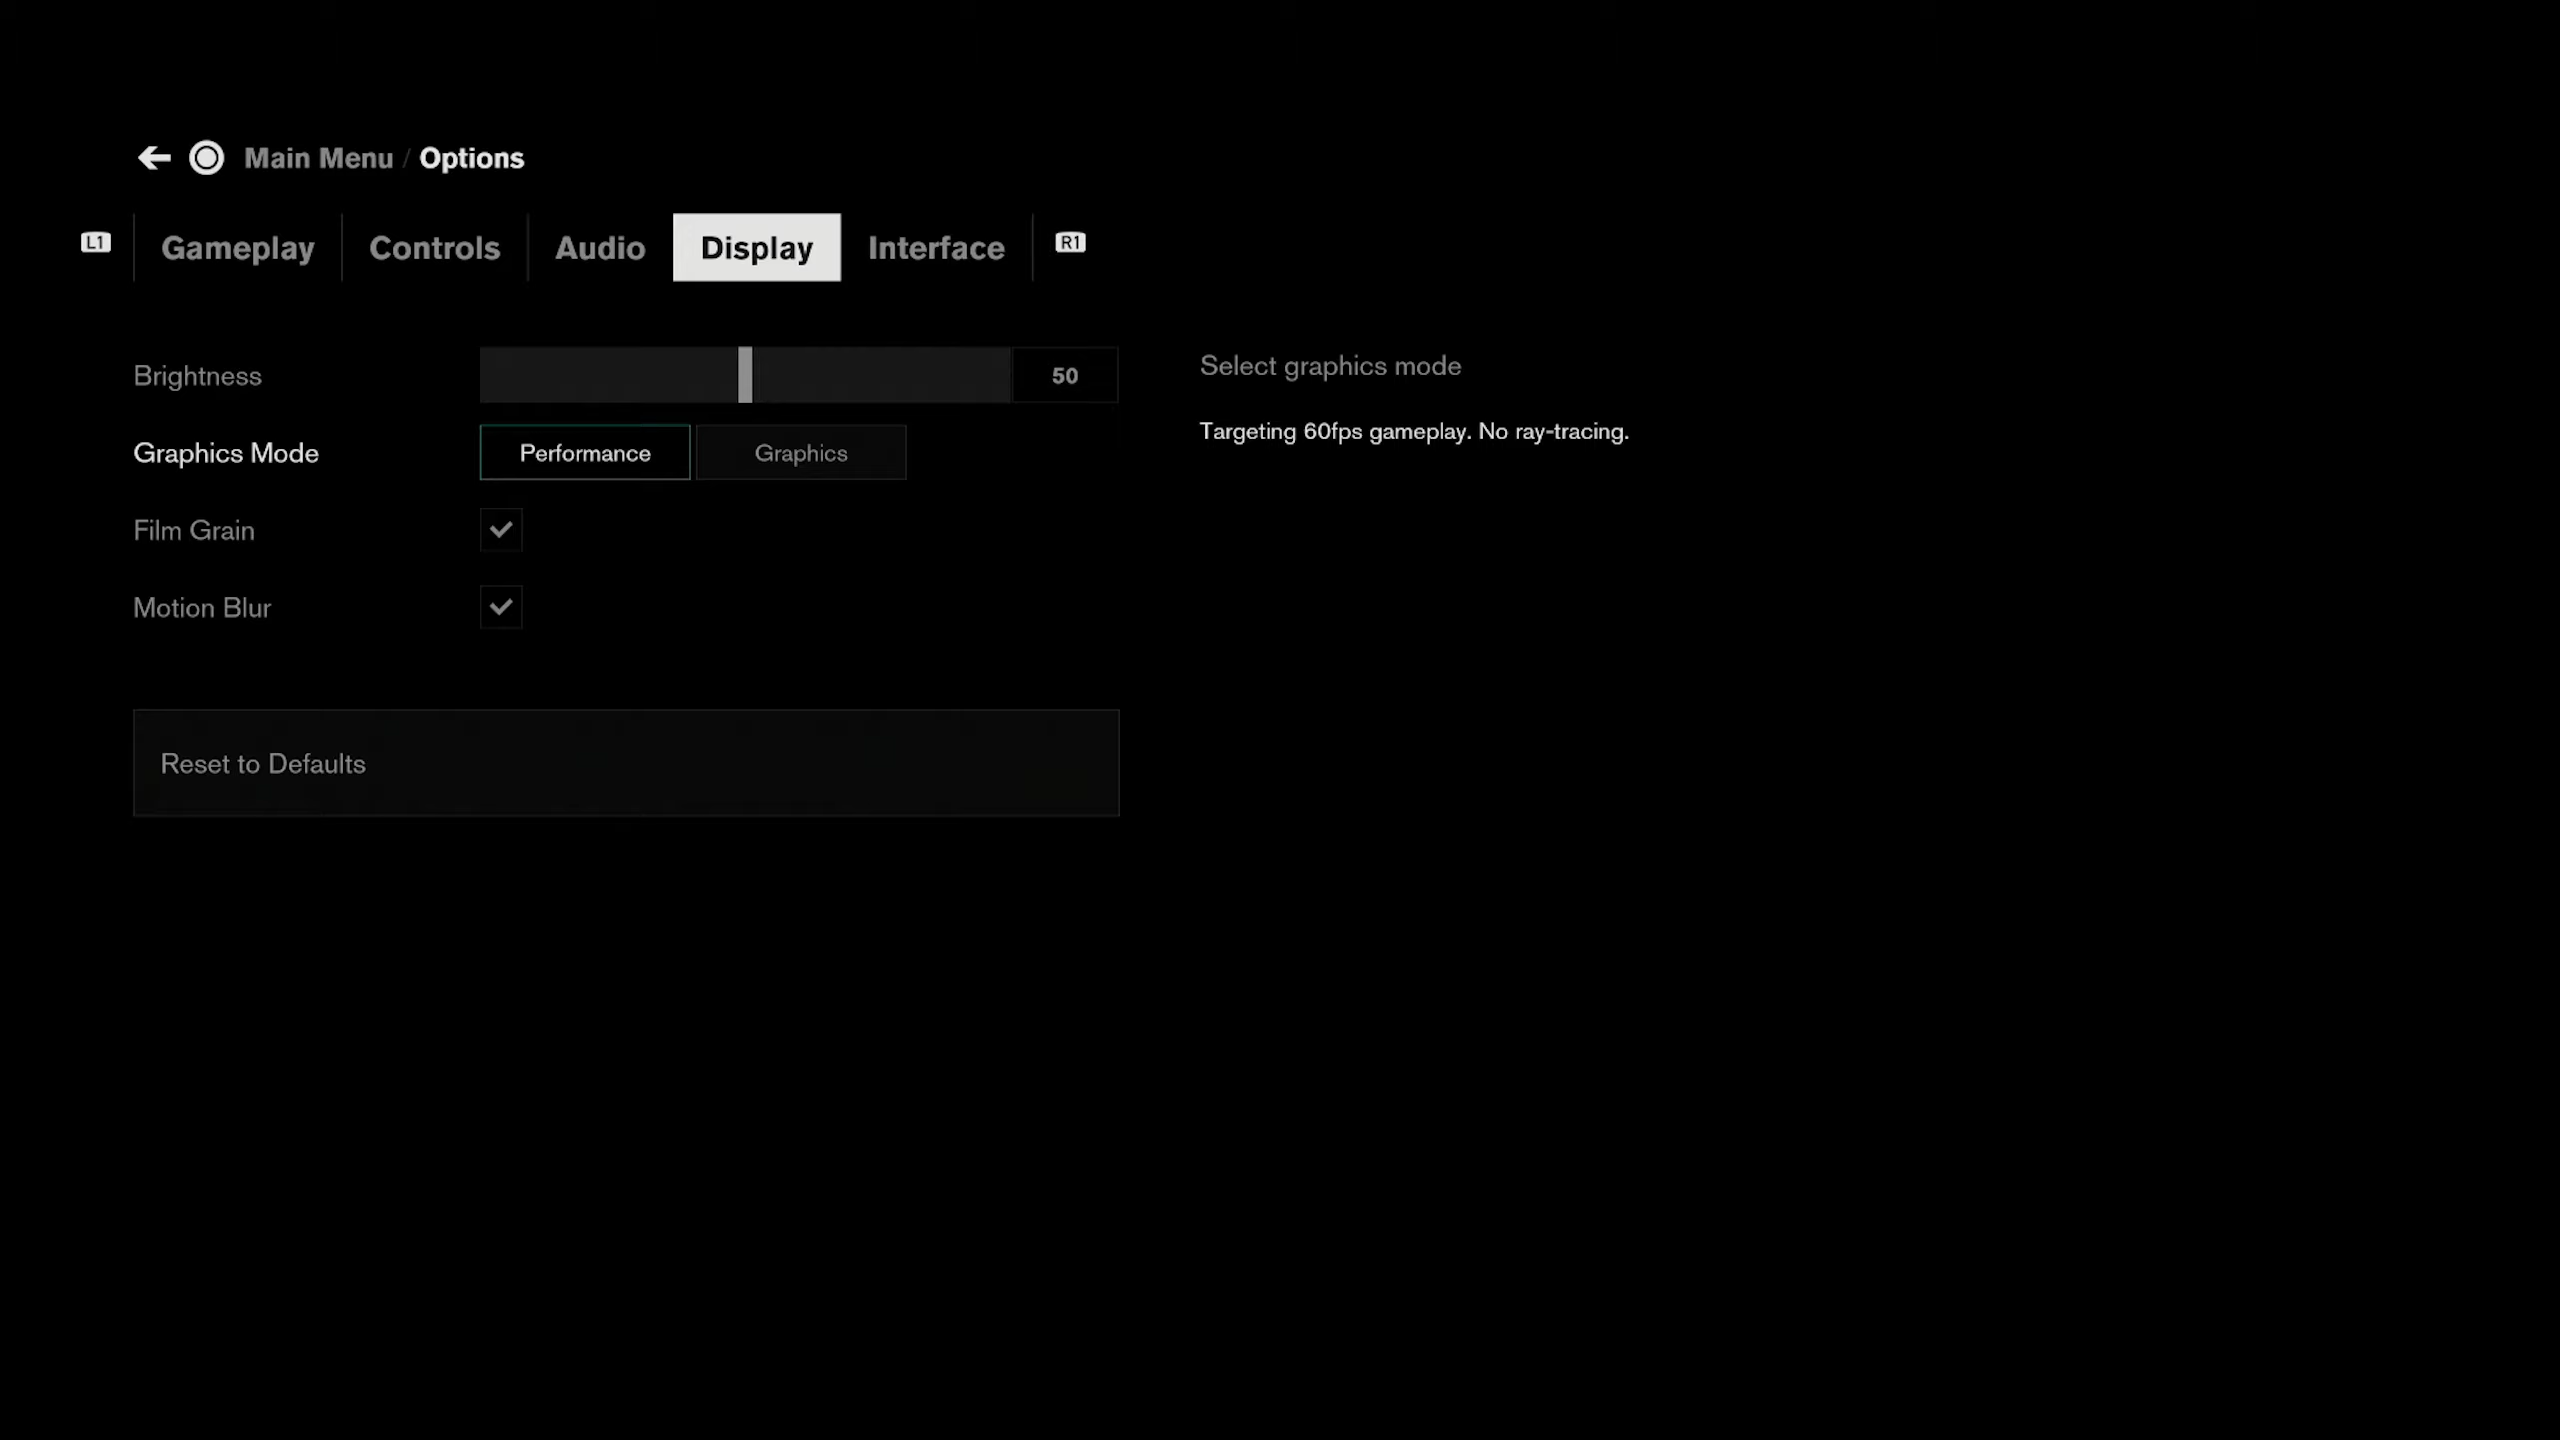 Main Menu / Options
L1 Gameplay Controls Audio Display Interface R1
Brightness 50
Graphics Mode Performance Graphics
Film Grain
Motion Blur
Reset to Defaults
Select graphics mode
Targeting 60fps gameplay. No ray-tracing.